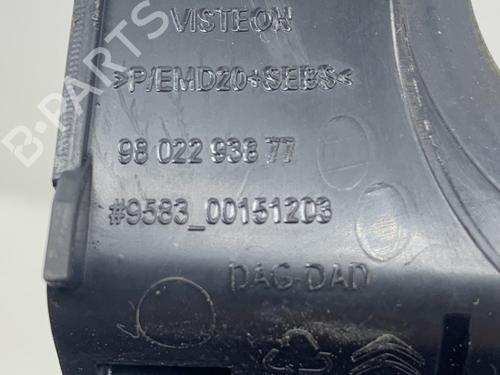 VISTEON
>P/EMD20+SEBS<
98 022 938 77
#9583_00151203
DAG-DAD
B-PARTS